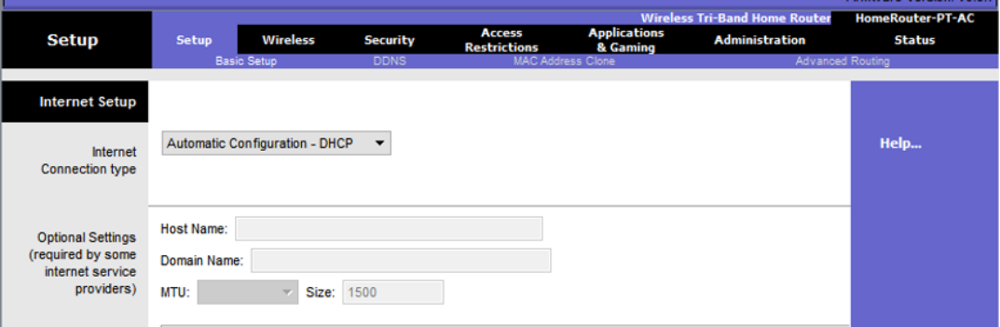 Wireless Tri-Band Home Router HomeRouter-PT-AC
Setup
Setup Wireless Security Access Restrictions Applications & Gaming Administration Status
Basic Setup DDNS MAC Address Clone Advanced Routing
Internet Setup
Internet
Connection type
Automatic Configuration - DHCP
Help...
Optional Settings
(required by some
internet service
providers)
Host Name:
Domain Name:
MTU: Size: 1500